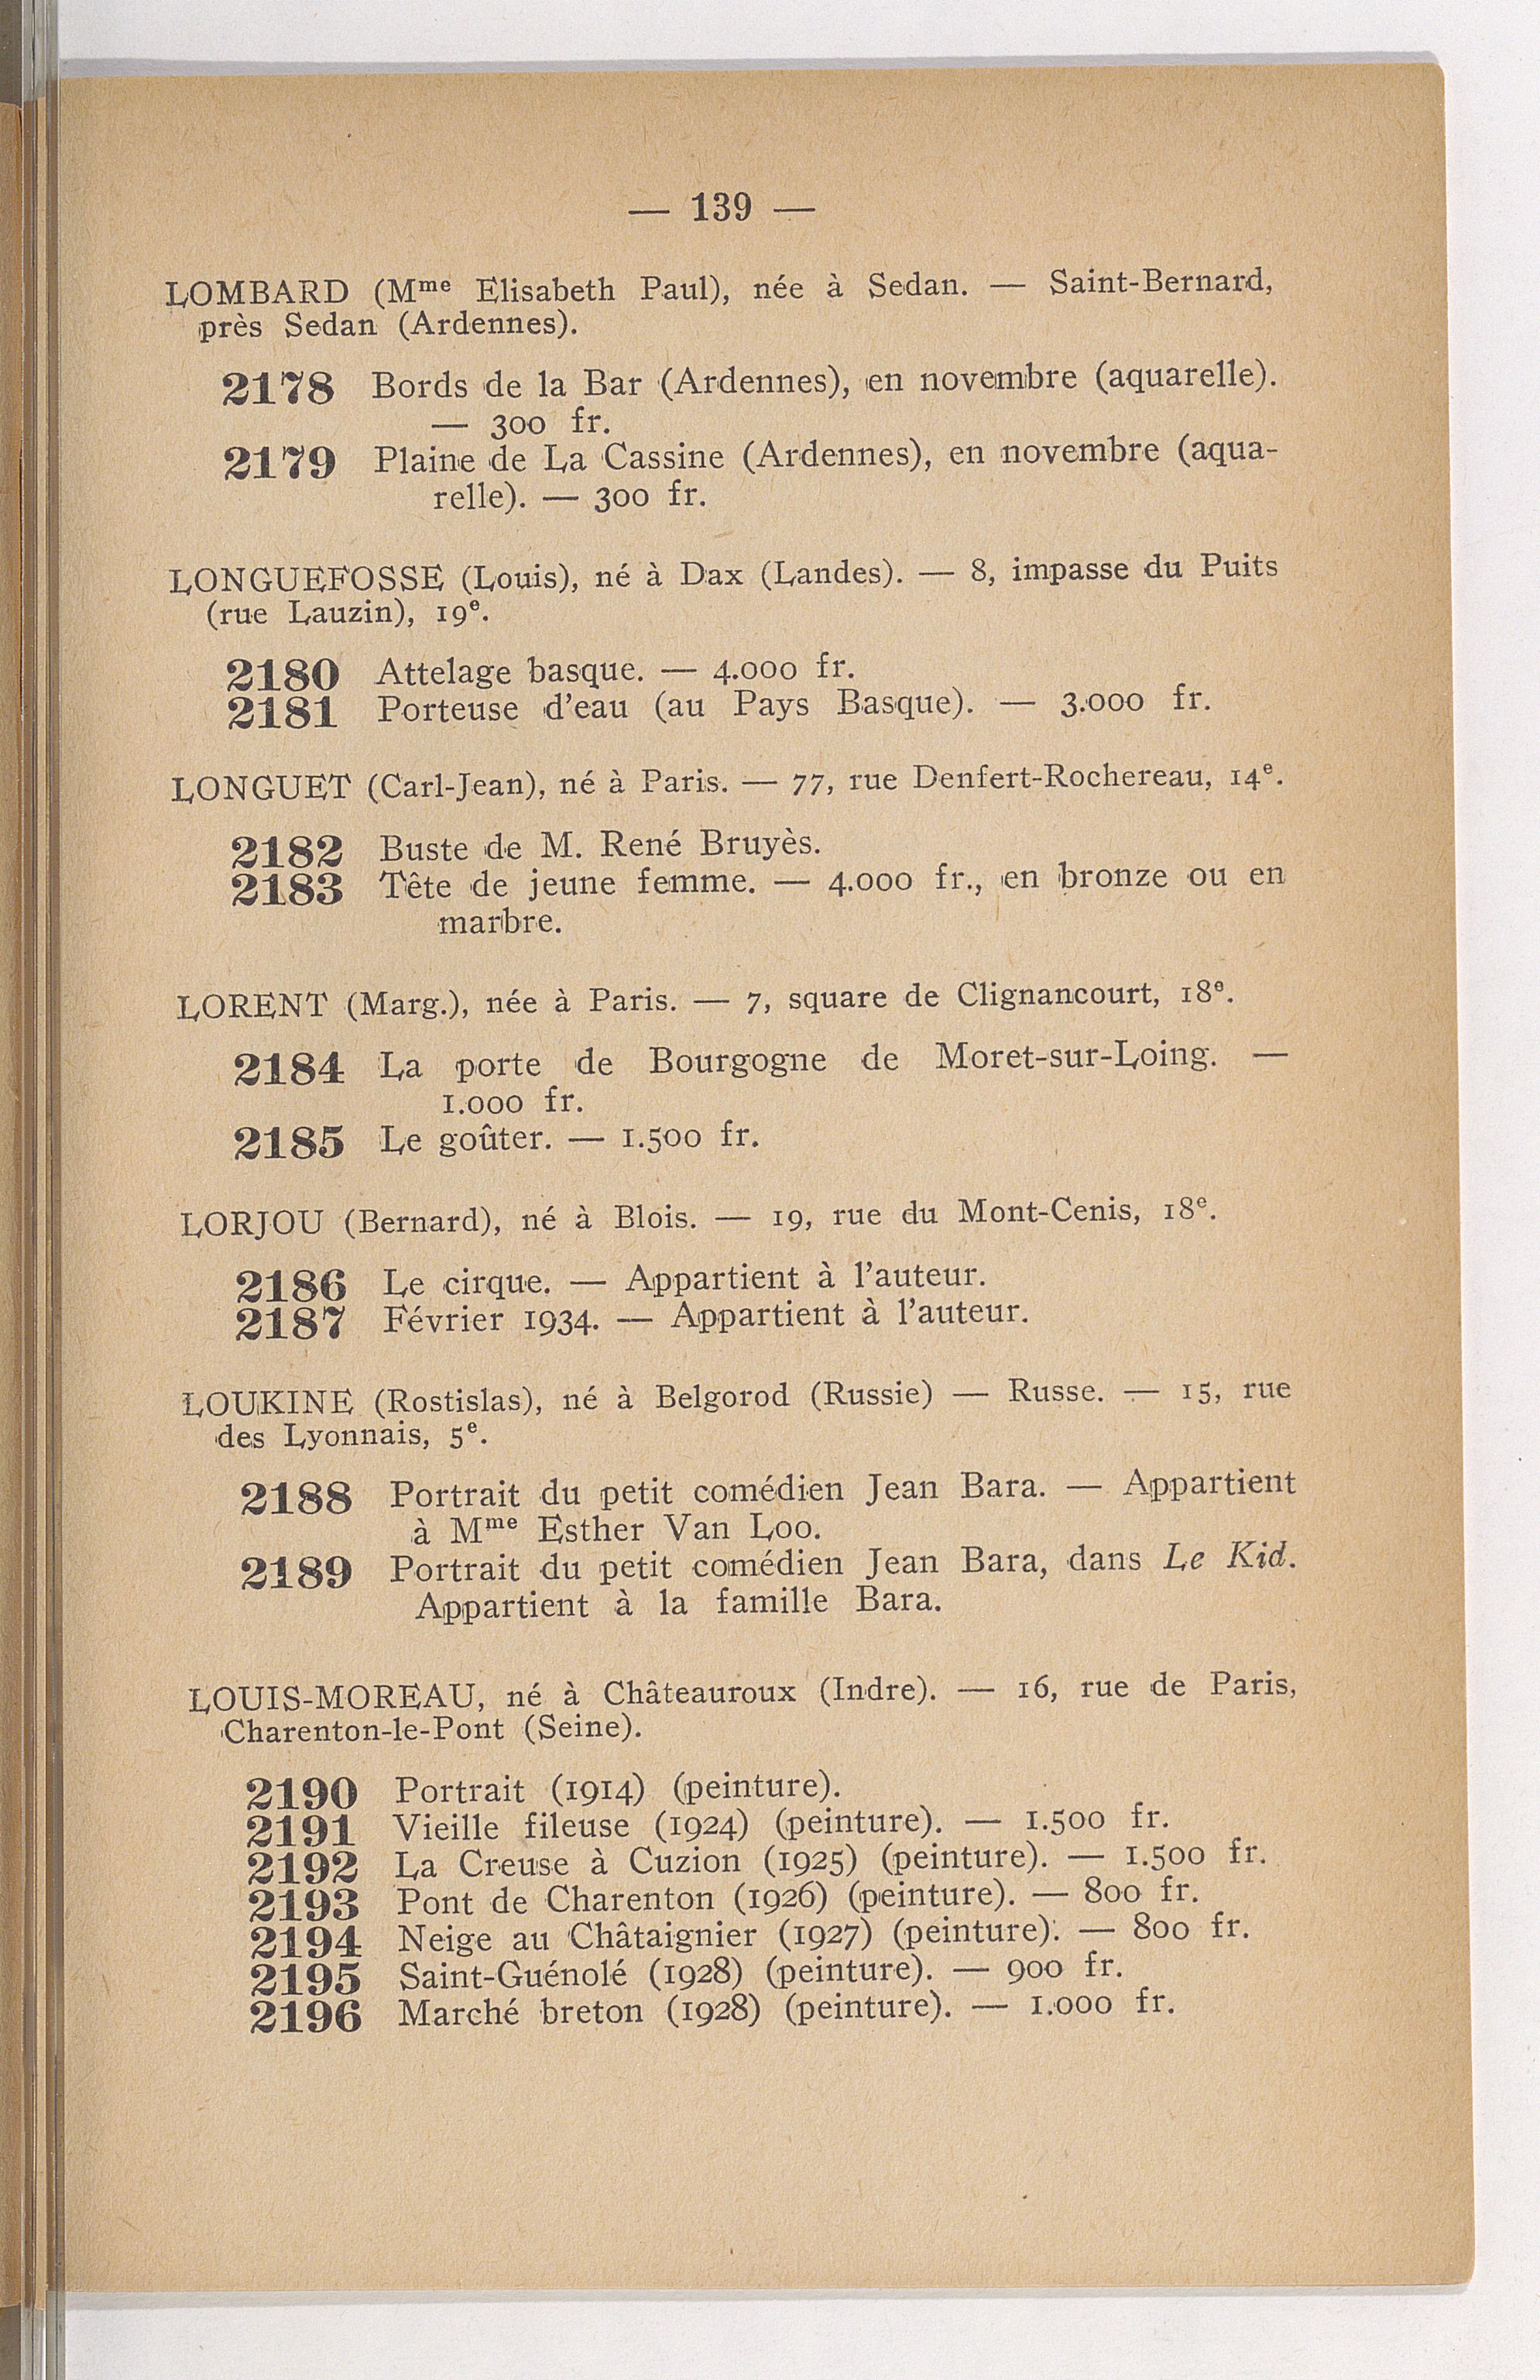 — 139 —
LOMBARD (Mme Elisabeth Paul), née à Sedan. — Saint-Bernard,
près Sedan (Ardennes).
2178 Bords de la Bar (Ardennes), en novembre (aquarelle).
— 300 fr.
2179 Plaine de La Cassine (Ardennes), en novembre (aqua-
relle). — 300 fr.
LONGUEFOSSE (Louis), né à Dax (Landes). — 8, impasse du Puits
(rue Lauzin), 19e.
2180 Attelage basque. — 4.000 fr.
2181 Porteuse d'eau (au Pays Basque). — 3.000 fr.
LONGUET (Carl-Jean), né à Paris. — 77, rue Denfert-Rochereau, 14e.
2182 Buste de M. René Bruyès.
2183 Tête de jeune femme. — 4.000 fr., en bronze ou en
marbre.
LORENT (Marg.), née à Paris. — 7, square de Clignancourt, 18e.
2184 La porte de Bourgogne de Moret-sur-Loing. —
1.000 fr.
2185 Le goûter. — 1.500 fr.
LORJOU (Bernard), né à Blois. — 19, rue du Mont-Cenis, 18e.
2186 Le cirque. — Appartient à l'auteur.
2187 Février 1934. — Appartient à l'auteur.
LOUKINE (Rostislas), né à Belgorod (Russie) — Russe. — 15, rue
des Lyonnais, 5e.
2188 Portrait du petit comédien Jean Bara. — Appartient
à Mme Esther Van Loo.
2189 Portrait du petit comédien Jean Bara, dans Le Kid.
Appartient à la famille Bara.
LOUIS-MOREAU, né à Châteauroux (Indre). — 16, rue de Paris,
Charenton-le-Pont (Seine).
2190 Portrait (1914) (peinture).
2191 Vieille fileuse (1924) (peinture). — 1.500 fr.
2192 La Creuse à Cuzion (1925) (peinture). — 1.500 fr.
2193 Pont de Charenton (1926) (peinture). — 800 fr.
2194 Neige au Châtaignier (1927) (peinture). — 800 fr.
2195 Saint-Guénolé (1928) (peinture). — 900 fr.
2196 Marché breton (1928) (peinture). — 1.000 fr.